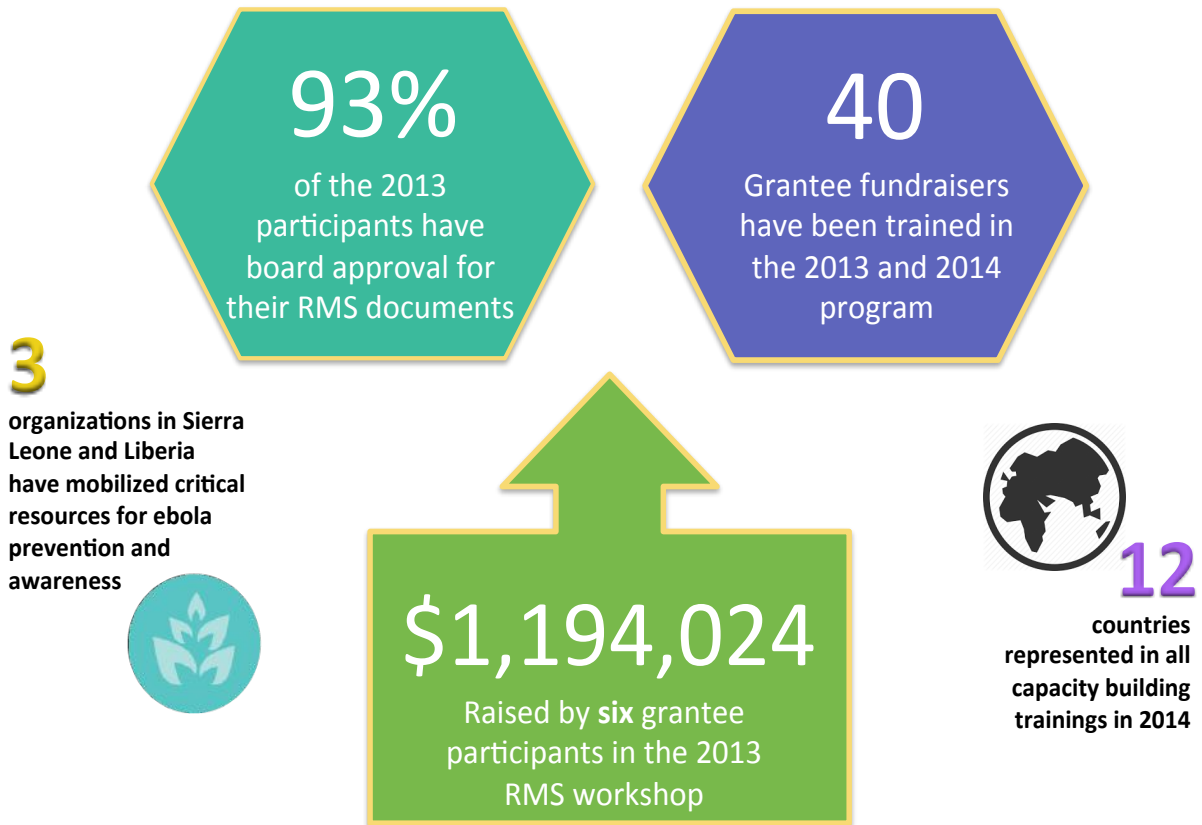 93%
of the 2013
participants have
board approval for
their RMS documents
40
Grantee fundraisers
have been trained in
the 2013 and 2014
program
3
organizations in Sierra
Leone and Liberia
have mobilized critical
resources for ebola
prevention and
awareness
$1,194,024
Raised by six grantee
participants in the 2013
RMS workshop
12
countries
represented in all
capacity building
trainings in 2014